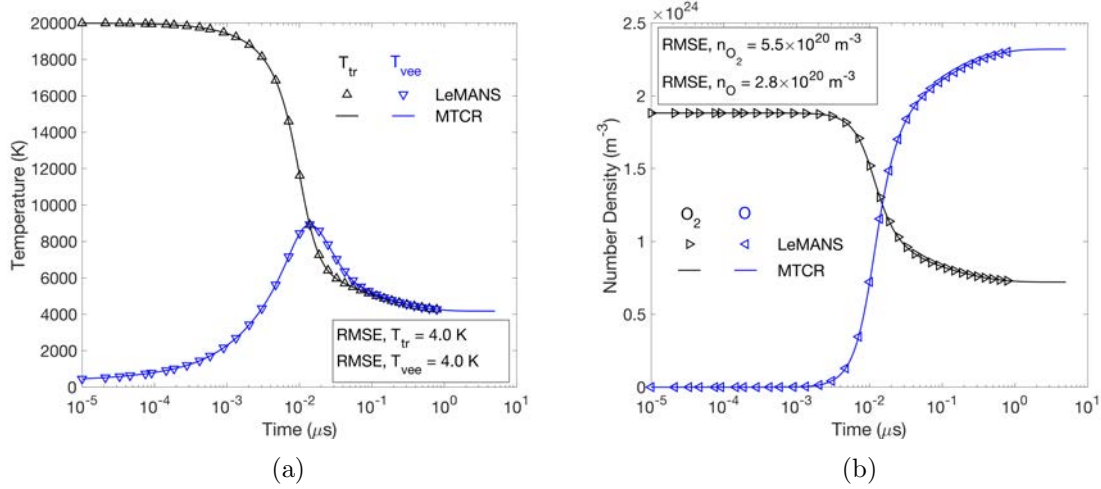 20000
18000
16000
14000
12000
10000
8000
6000
4000
2000
0
Temperature (K)
T_tr T_vee
LeMANS
MTCR
RMSE, T_tr = 4.0 K
RMSE, T_vee = 4.0 K
10^-5 10^-4 10^-3 10^-2 10^-1 10^0 10^1
Time (μs)
(a)
×10^24
2.5
2
1.5
1
0.5
0
Number Density (m^-3)
RMSE, n_O_2 = 5.5×10^20 m^-3
RMSE, n_O = 2.8×10^20 m^-3
O_2 O
LeMANS
MTCR
10^-5 10^-4 10^-3 10^-2 10^-1 10^0 10^1
Time (μs)
(b)